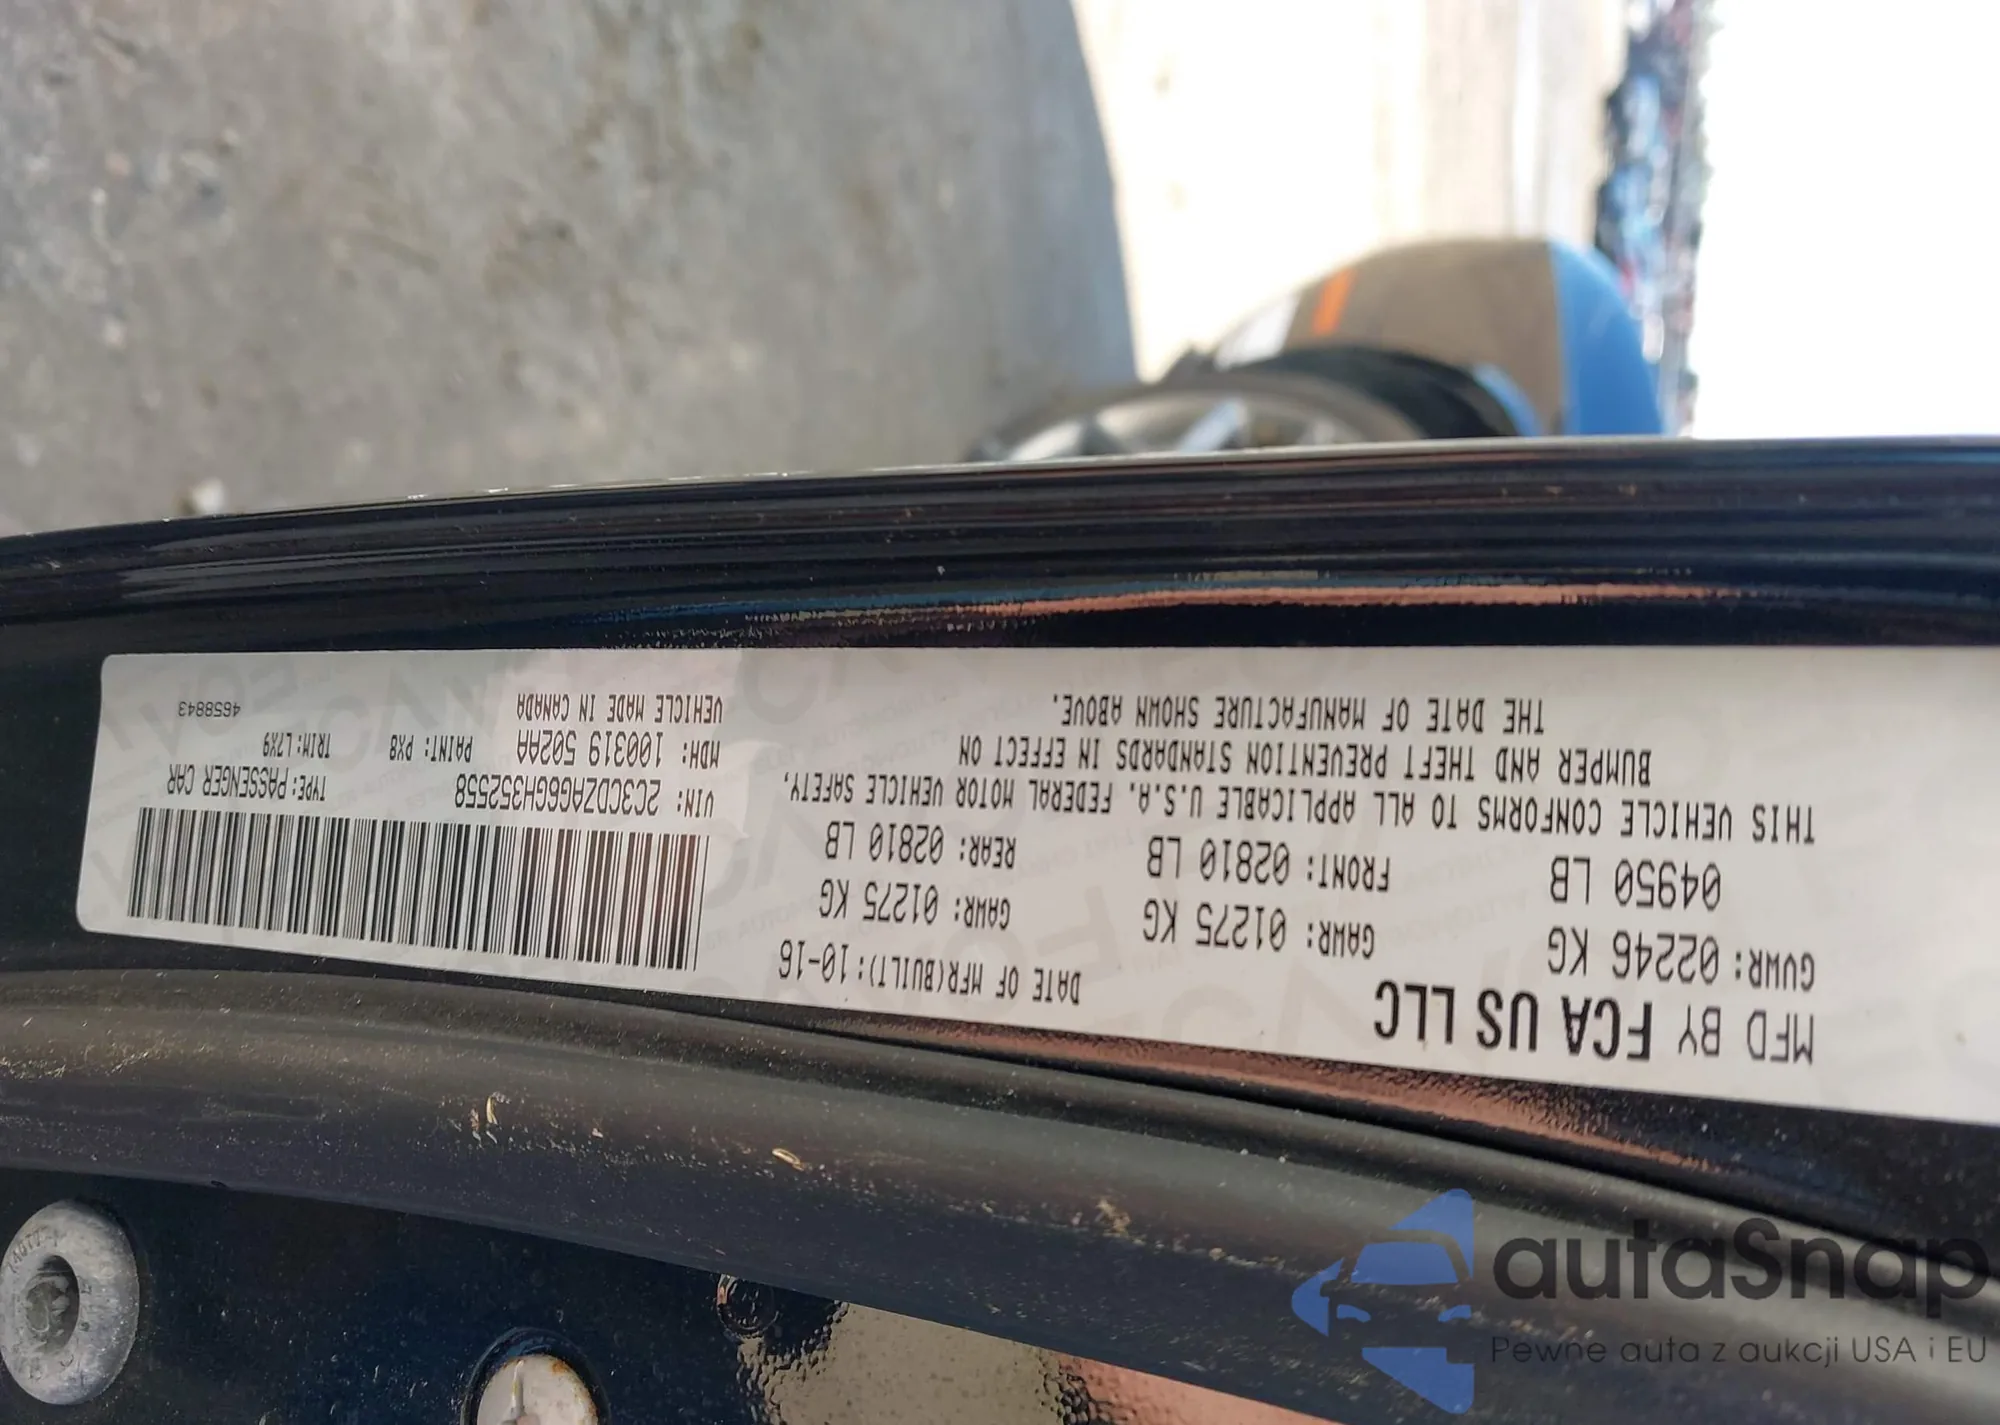 MFD BY FCA US LLC
DATE OF MFR(BUILT): 10-16
GVWR: 02246 KG
GAWR: 01275 KG
GAWR: 01275 KG
04950 LB
FRONT: 02810 LB
REAR: 02810 LB
THIS VEHICLE CONFORMS TO ALL APPLICABLE U.S.A. FEDERAL MOTOR VEHICLE SAFETY,
BUMPER AND THEFT PREVENTION STANDARDS IN EFFECT ON
THE DATE OF MANUFACTURE SHOWN ABOVE.
VIN: 2C3CDZAG6GH352558
TYPE: PASSENGER CAR
MDH: 100319 502AA
PAINT: PX8
TRIM: L7X9
VEHICLE MADE IN CANADA
4658843
autaSnap
Pewne auta z aukcji USA i EU